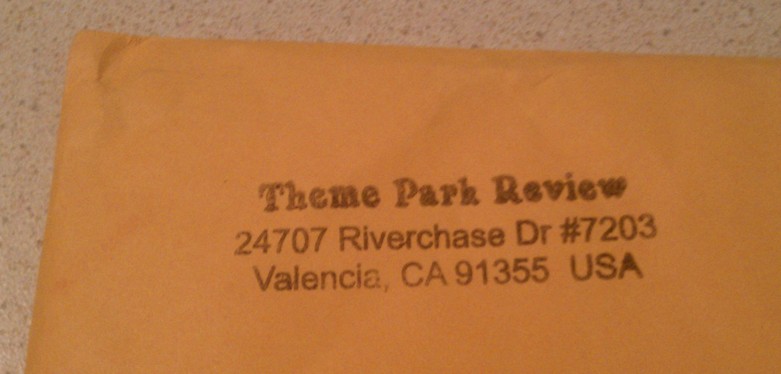 Theme Park Review
24707 Riverchase Dr #7203
Valencia, CA 91355 USA